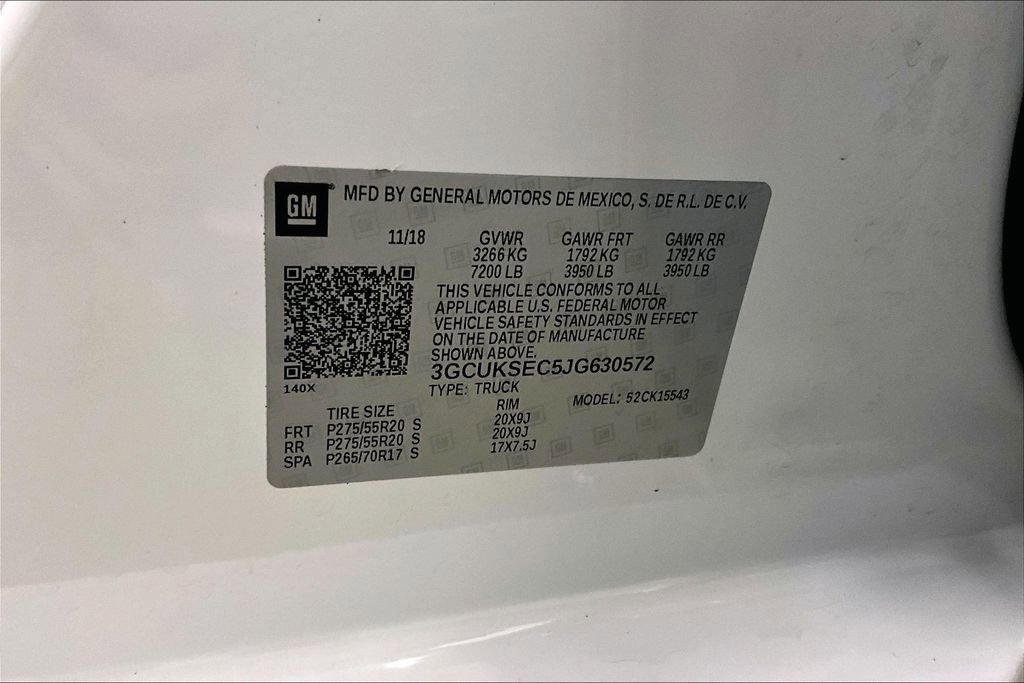 GM
MFD BY GENERAL MOTORS DE MEXICO, S. DE R.L. DE C.V.
11/18 GVWR GAWR FRT GAWR RR
3266 KG 1792 KG 1792 KG
7200 LB 3950 LB 3950 LB
THIS VEHICLE CONFORMS TO ALL
APPLICABLE U.S. FEDERAL MOTOR
VEHICLE SAFETY STANDARDS IN EFFECT
ON THE DATE OF MANUFACTURE
SHOWN ABOVE.
3GCUKSEC5JG630572
140X
TYPE: TRUCK MODEL: 52CK15543
TIRE SIZE RIM
FRT P275/55R20 S 20X9J
RR P275/55R20 S 20X9J
SPA P265/70R17 S 17X7.5J